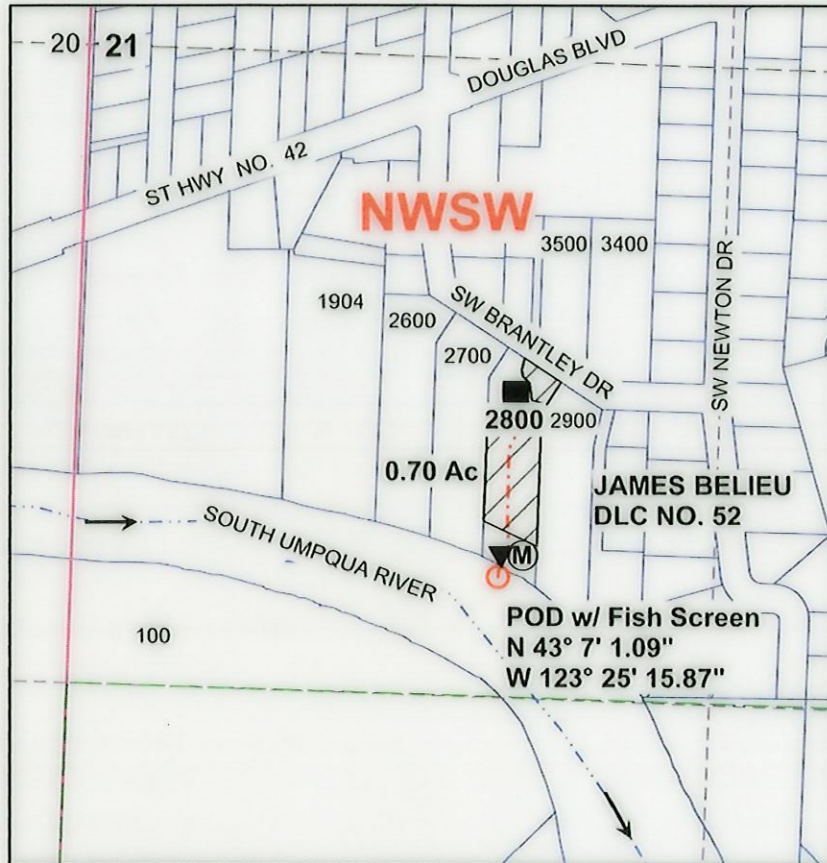 20 21
DOUGLAS BLVD
ST HWY NO. 42
NWSW
3500 3400
1904
SW BRANTLEY DR
SW NEWTON DR
2600
2700
2800 2900
0.70 Ac
JAMES BELIEU
DLC NO. 52
SOUTH UMPQUA RIVER
M
POD w/ Fish Screen
N 43° 7' 1.09"
W 123° 25' 15.87"
100